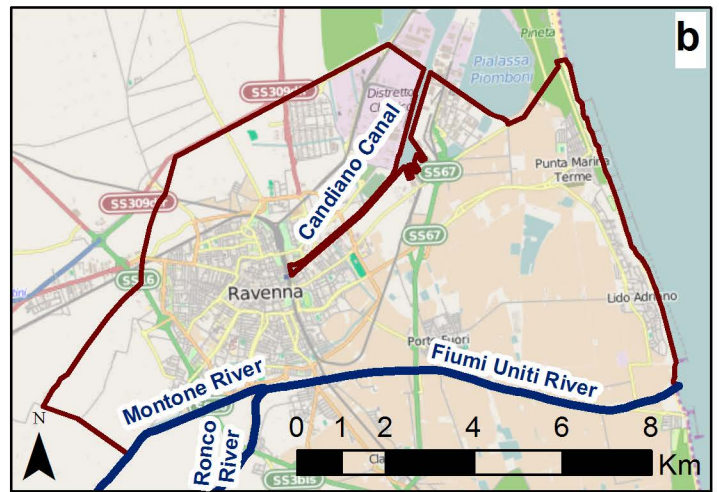 b
Pineta
Pialassa
Piomboni
Distretto
SS309
Candiano Canal
SS67
Punta Marina
Terme
SS309dir
SS67
SS16
Ravenna
Lido Adriano
Porto Fuori
Fiumi Uniti River
Montone River
N
Ronco
River
0 1 2 4 6 8
Km
SS3bis